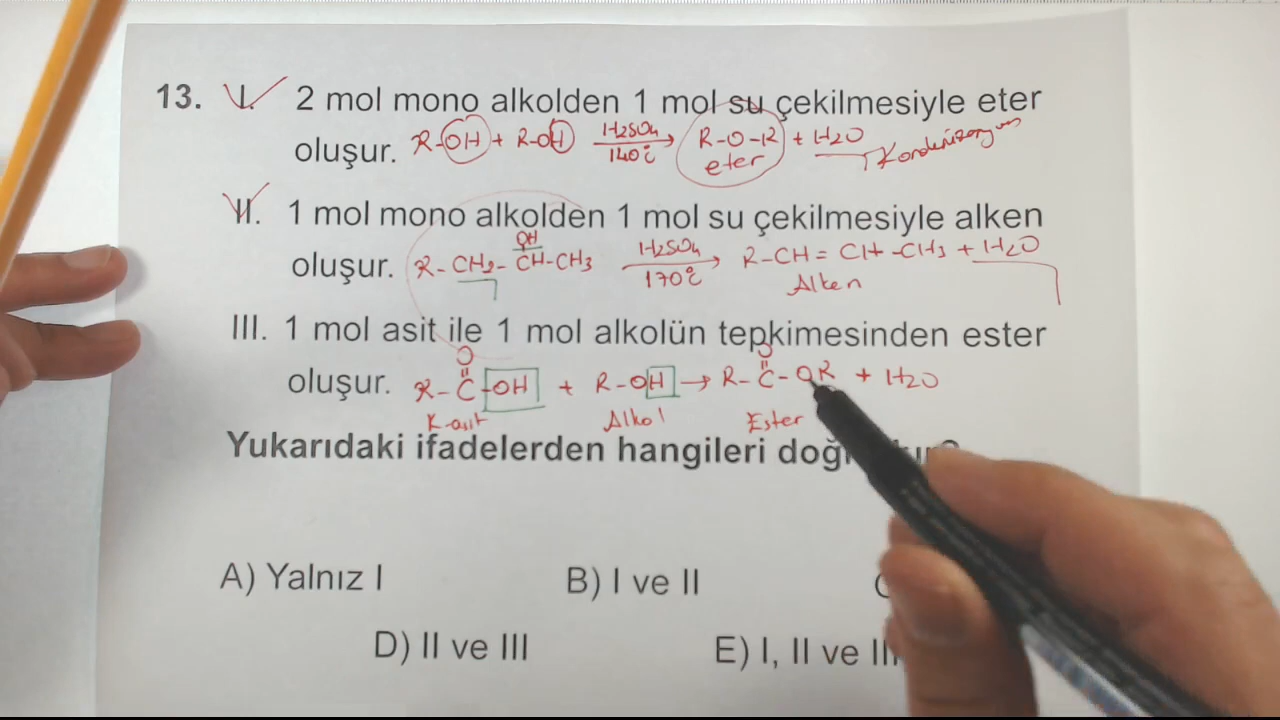 13. I. 2 mol mono alkolden 1 mol su çekilmesiyle eter
oluşur. R-OH + R-OH H2SO4 140°C R-O-R + H2O
eter
II. 1 mol mono alkolden 1 mol su çekilmesiyle alken
OH
oluşur. R-CH2-CH-CH3 H2SO4 170°C R-CH=CH-CH3 + H2O
Alken
III. 1 mol asit ile 1 mol alkolün tepkimesinden ester
O O
oluşur. R-C-OH + R-OH → R-C-OR + H2O
K-asit Alkol Ester
Yukarıdaki ifadelerden hangileri
A) Yalnız I B) I ve II
D) II ve III E) I, II ve III